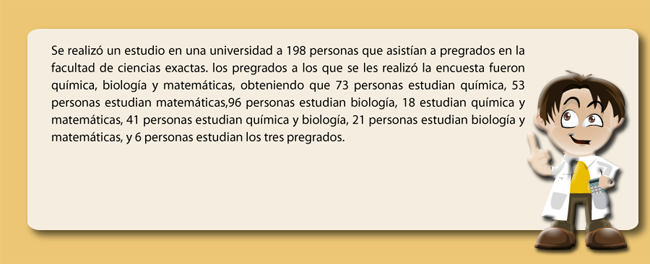 Se realizó un estudio en una universidad a 198 personas que asistían a pregrados en la
facultad de ciencias exactas. los pregrados a los que se les realizó la encuesta fueron
química, biología y matemáticas, obteniendo que 73 personas estudian química, 53
personas estudian matemáticas,96 personas estudian biología, 18 estudian química y
matemáticas, 41 personas estudian química y biología, 21 personas estudian biología y
matemáticas, y 6 personas estudian los tres pregrados.